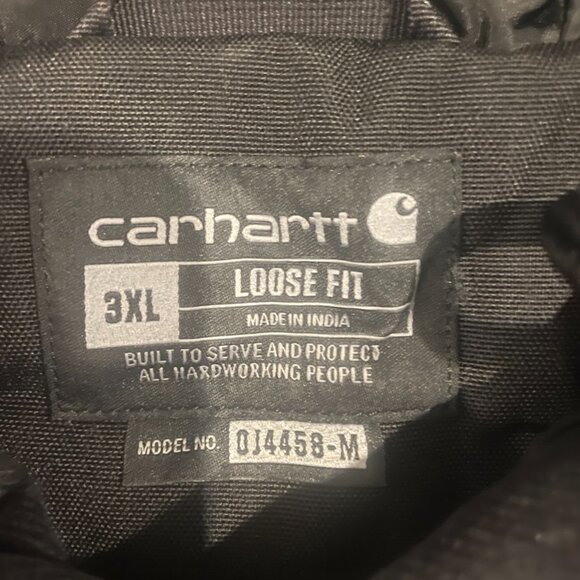 carhartt
3XL
LOOSE FIT
MADE IN INDIA
BUILT TO SERVE AND PROTECT
ALL HARDWORKING PEOPLE
MODEL NO. OJ4458-M